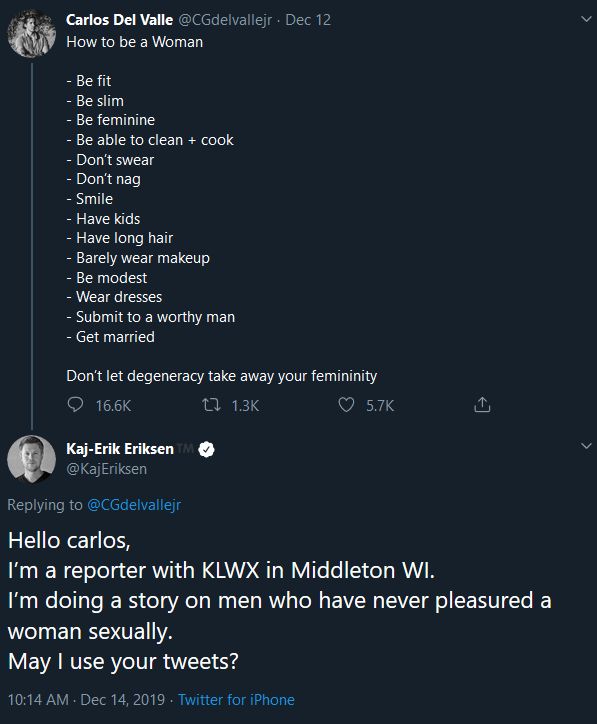 Carlos Del Valle @CGdelvallejr · Dec 12
How to be a Woman
- Be fit
- Be slim
- Be feminine
- Be able to clean + cook
- Don't swear
- Don't nag
- Smile
- Have kids
- Have long hair
- Barely wear makeup
- Be modest
- Wear dresses
- Submit to a worthy man
- Get married
Don't let degeneracy take away your femininity
16.6K 1.3K 5.7K
Kaj-Erik Eriksen TM
@KajEriksen
Replying to @CGdelvallejr
Hello carlos,
I'm a reporter with KLWX in Middleton WI.
I'm doing a story on men who have never pleasured a
woman sexually.
May I use your tweets?
10:14 AM · Dec 14, 2019 · Twitter for iPhone